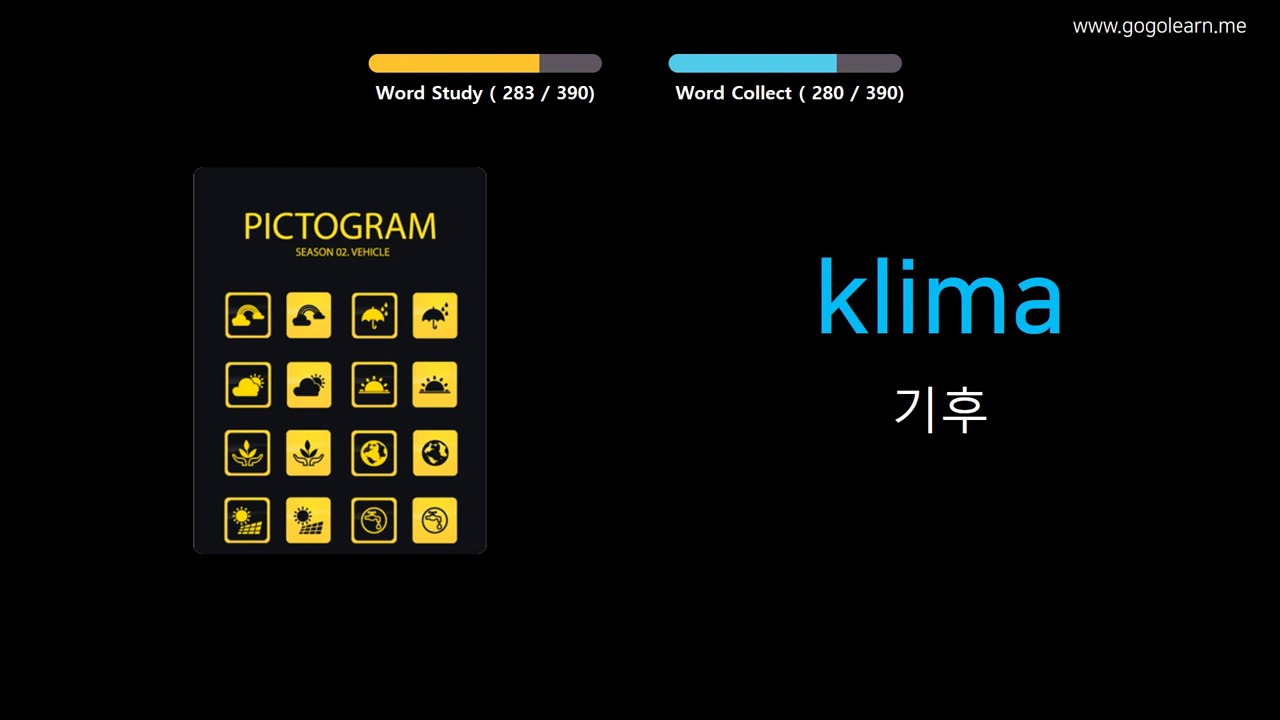 www.gogolearn.me
Word Study ( 283 / 390)
Word Collect ( 280 / 390)
PICTOGRAM
SEASON 02. VEHICLE
klima
기후